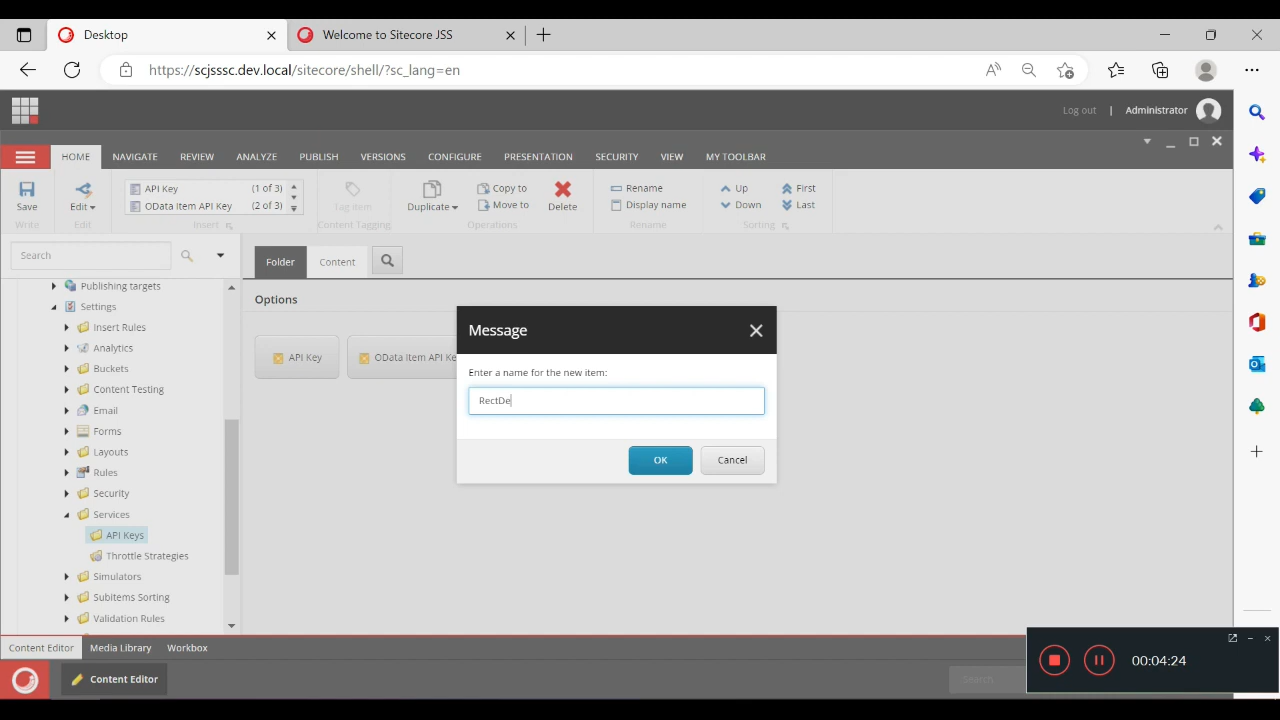 Desktop
Welcome to Sitecore JSS
https://scjsssc.dev.local/sitecore/shell/?sc_lang=en
Log out | Administrator
HOME NAVIGATE REVIEW ANALYZE PUBLISH VERSIONS CONFIGURE PRESENTATION SECURITY VIEW MY TOOLBAR
API Key (1 of 3)
OData Item API Key (2 of 3)
Save
Edit
Tag item
Duplicate
Copy to
Move to
Delete
Rename
Display name
Up
Down
First
Last
Write Edit Insert Content Tagging Operations Rename Sorting
Search
Folder Content
Publishing targets
Settings
Insert Rules
Analytics
Buckets
Content Testing
Email
Forms
Layouts
Rules
Security
Services
API Keys
Throttle Strategies
Simulators
Subitems Sorting
Validation Rules
Options
API Key
OData Item API Ke
Message
Enter a name for the new item:
RectDe
OK Cancel
Content Editor Media Library Workbox
Content Editor
Search
00:04:24